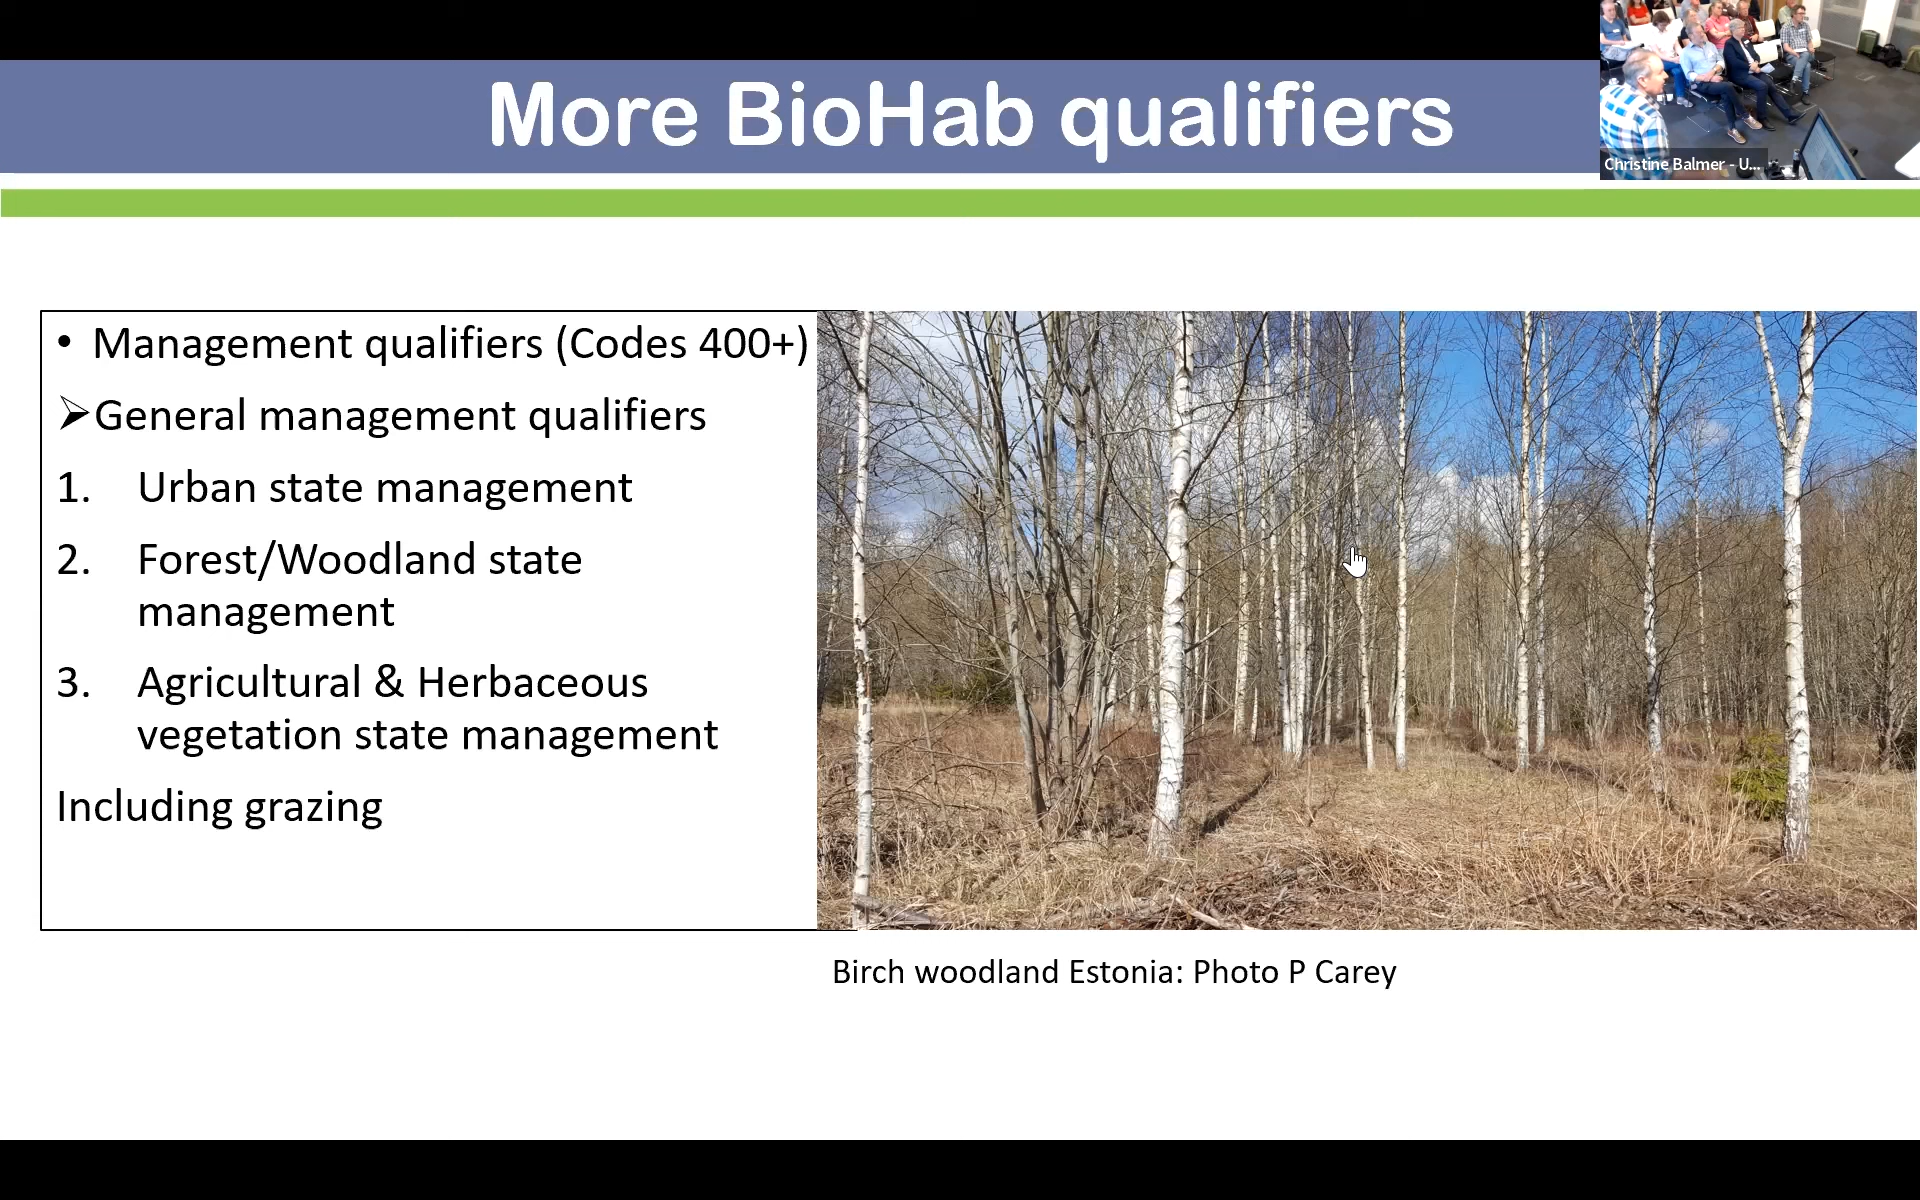 More BioHab qualifiers
Christine Balmer - U...
• Management qualifiers (Codes 400+)
➢General management qualifiers
1. Urban state management
2. Forest/Woodland state
management
3. Agricultural & Herbaceous
vegetation state management
Including grazing
Birch woodland Estonia: Photo P Carey